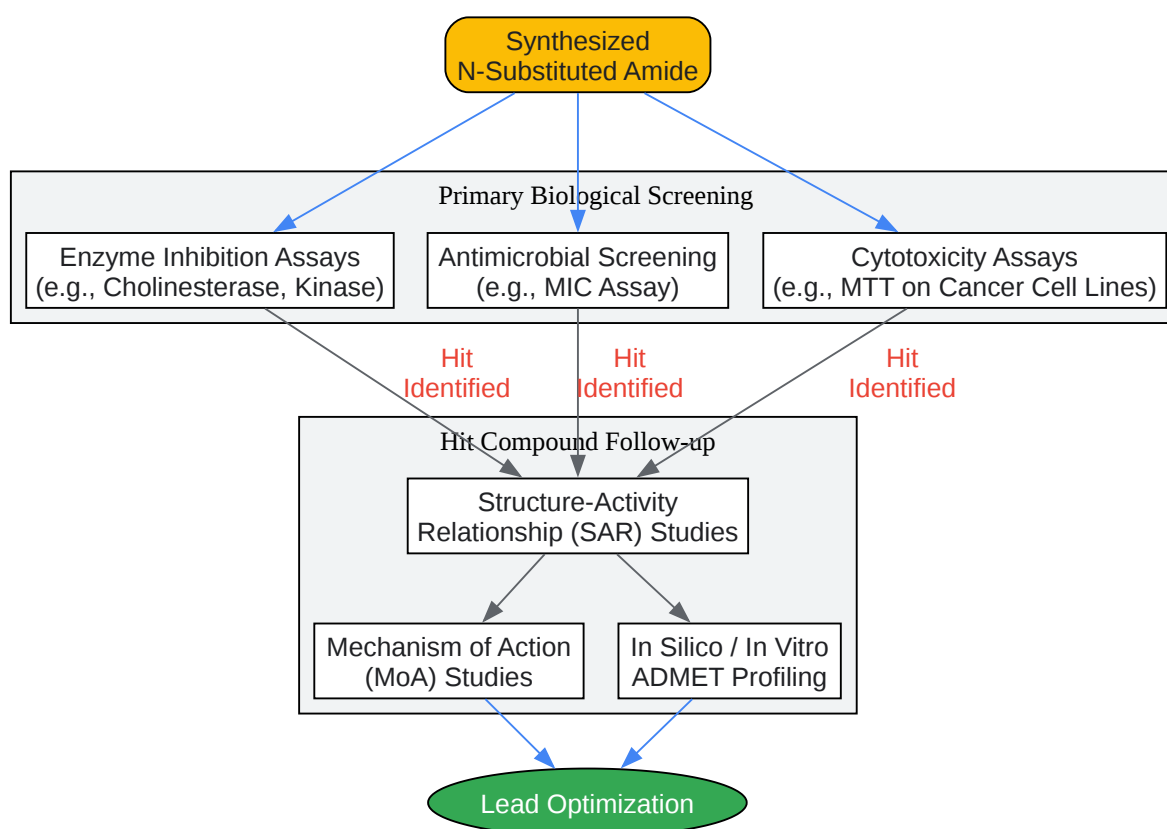 Synthesized
N-Substituted Amide
Primary Biological Screening
Enzyme Inhibition Assays
(e.g., Cholinesterase, Kinase)
Antimicrobial Screening
(e.g., MIC Assay)
Cytotoxicity Assays
(e.g., MTT on Cancer Cell Lines)
Hit
Identified
Hit
Identified
Hit
Identified
Hit Compound Follow-up
Structure-Activity
Relationship (SAR) Studies
Mechanism of Action
(MoA) Studies
In Silico / In Vitro
ADMET Profiling
Lead Optimization